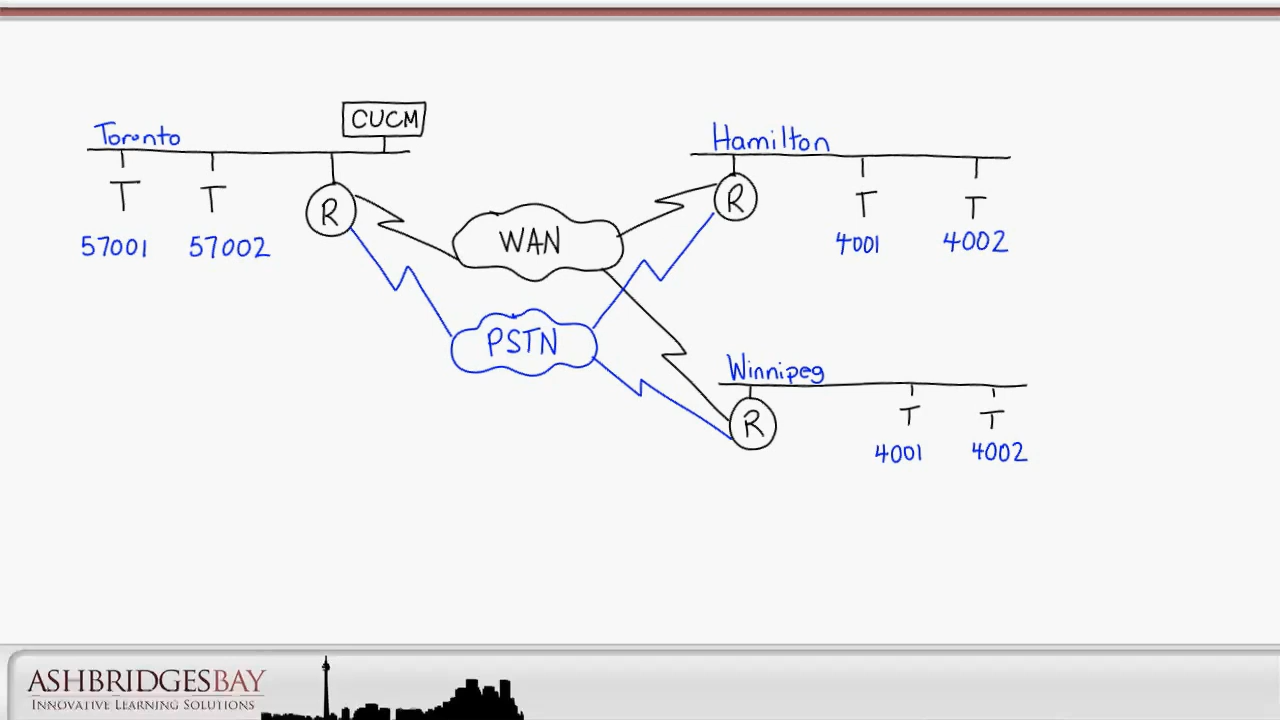 CUCM
Toronto
Hamilton
T T R
R T T
57001 57002
WAN
4001 4002
PSTN
Winnipeg
R T T
4001 4002
ASHBRIDGESBAY
INNOVATIVE LEARNING SOLUTIONS